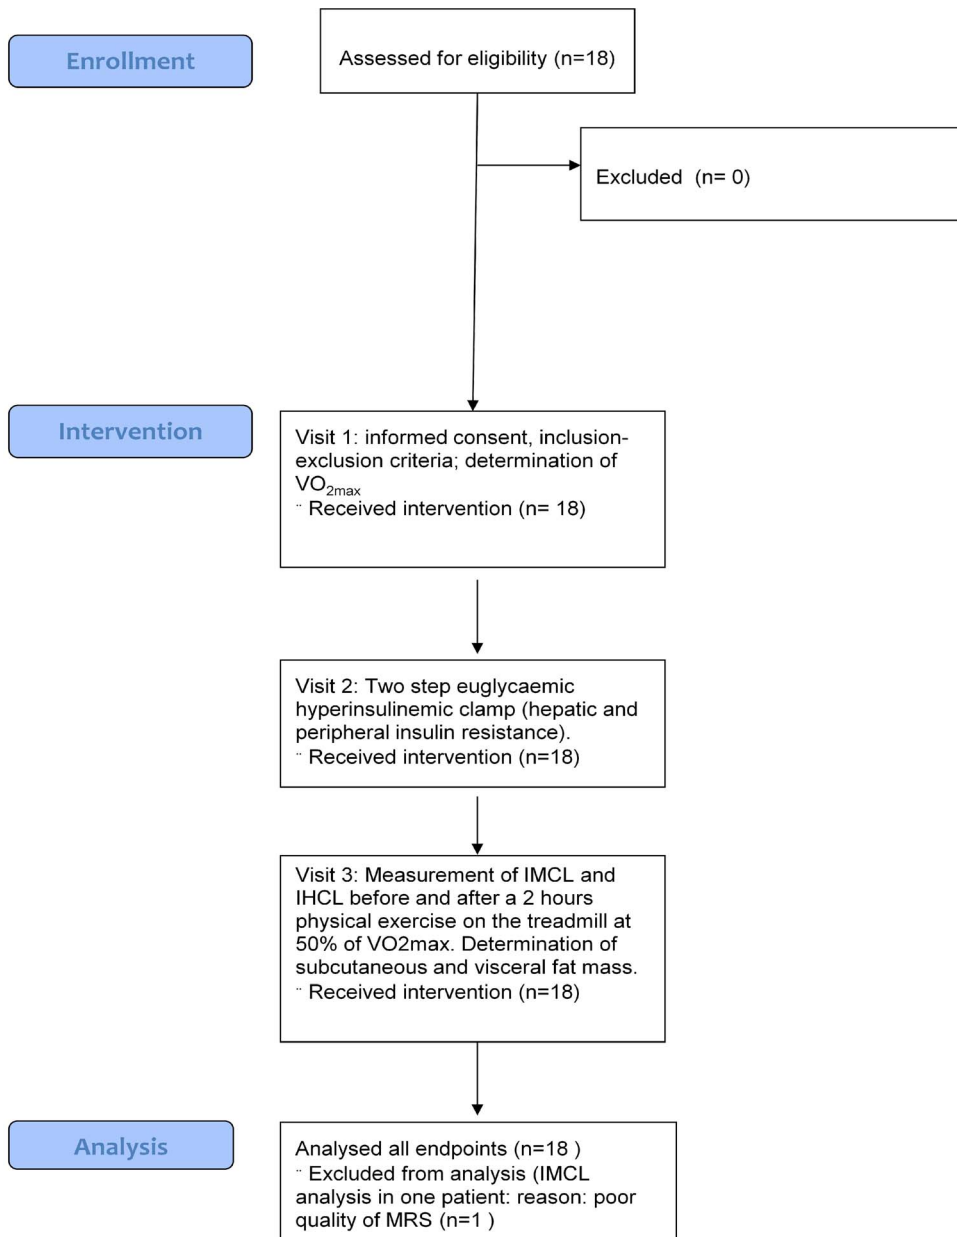 Enrollment
Assessed for eligibility (n=18)
Excluded (n= 0)
Intervention
Visit 1: informed consent, inclusion-
exclusion criteria; determination of
VO2max
¨ Received intervention (n= 18)
Visit 2: Two step euglycaemic
hyperinsulinemic clamp (hepatic and
peripheral insulin resistance).
¨ Received intervention (n=18)
Visit 3: Measurement of IMCL and
IHCL before and after a 2 hours
physical exercise on the treadmill at
50% of VO2max. Determination of
subcutaneous and visceral fat mass.
¨ Received intervention (n=18)
Analysis
Analysed all endpoints (n=18 )
¨ Excluded from analysis (IMCL
analysis in one patient: reason: poor
quality of MRS (n=1 )